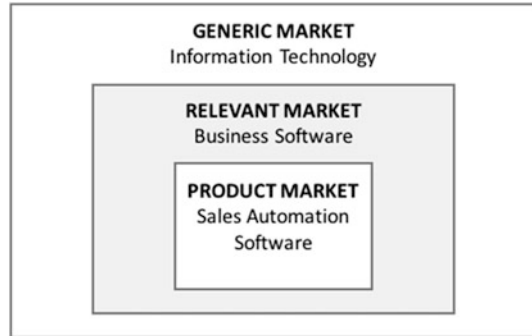 GENERIC MARKET
Information Technology
RELEVANT MARKET
Business Software
PRODUCT MARKET
Sales Automation
Software